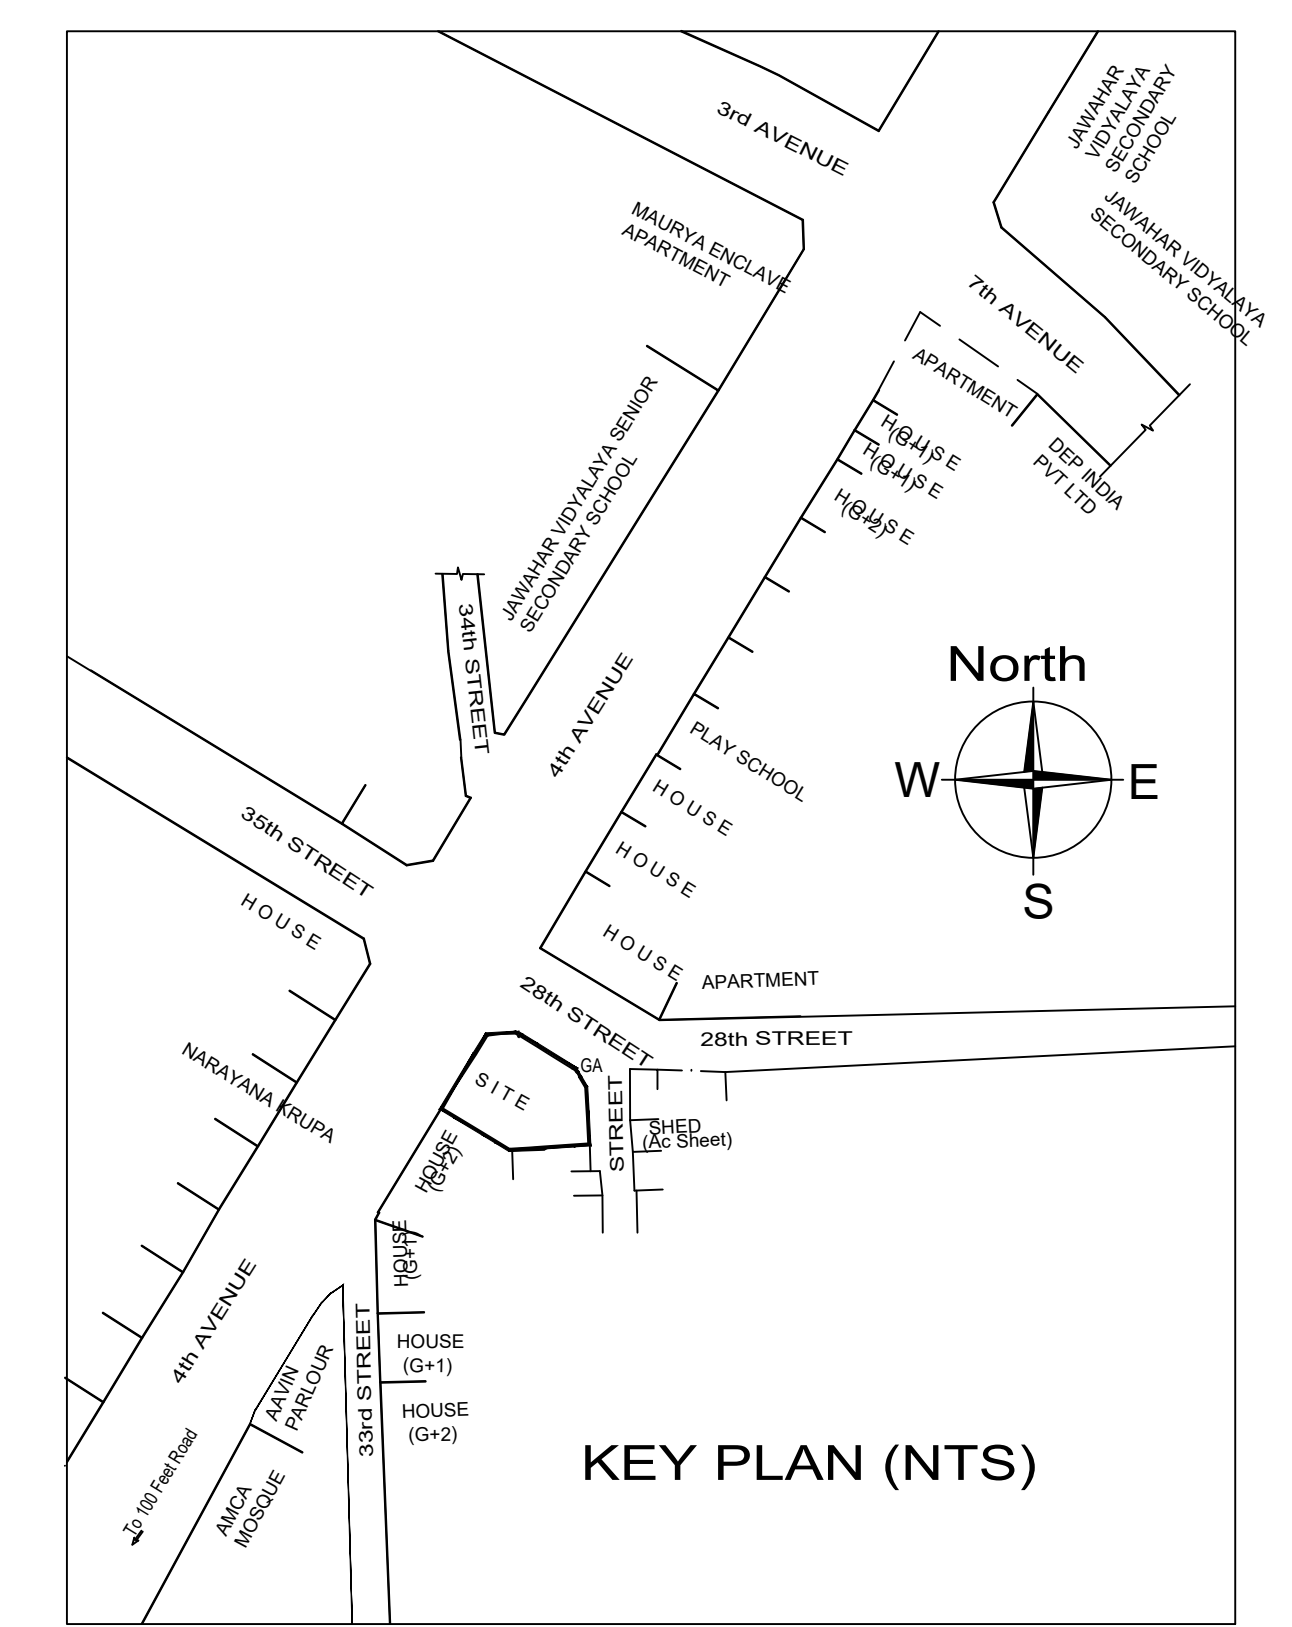 3rd AVENUE
JAWAHAR
VIDYALAYA
SECONDARY
SCHOOL
JAWAHAR VIDYALAYA
SECONDARY SCHOOL
MAURYA ENCLAVE
APARTMENT
7th AVENUE
APARTMENT
DEP INDIA
PVT LTD
HOUSE
(G+1)
HOUSE
(G+1)
HOUSE
(G+2)
JAWAHAR VIDYALAYA SENIOR
SECONDARY SCHOOL
34th STREET
4th AVENUE
North
W
E
S
PLAY SCHOOL
HOUSE
HOUSE
HOUSE
35th STREET
HOUSE
APARTMENT
28th STREET
28th STREET
NARAYANA KRUPA
SITE
GA
STREET
SHED
(Ac Sheet)
HOUSE
(G+2)
HOUSE
(G+1)
4th AVENUE
33rd STREET
HOUSE
(G+1)
HOUSE
(G+2)
AAVIN
PARLOUR
To 100 Feet Road
AMCA
MOSQUE
KEY PLAN (NTS)